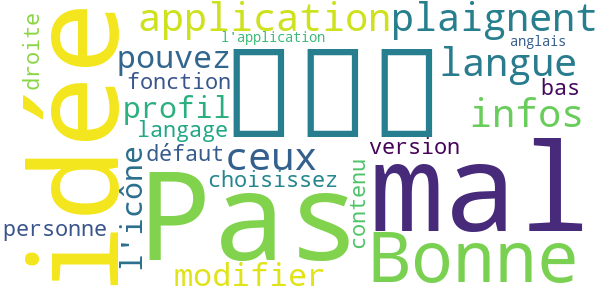 droite
application
plaignent
l'application
anglais
idée
pouvez
langue
fonction
bas
profil
infos
langage
défaut
ceux
version
mal
l'icône
choisissez
contenu
Pas
personne
Bonne
modifier